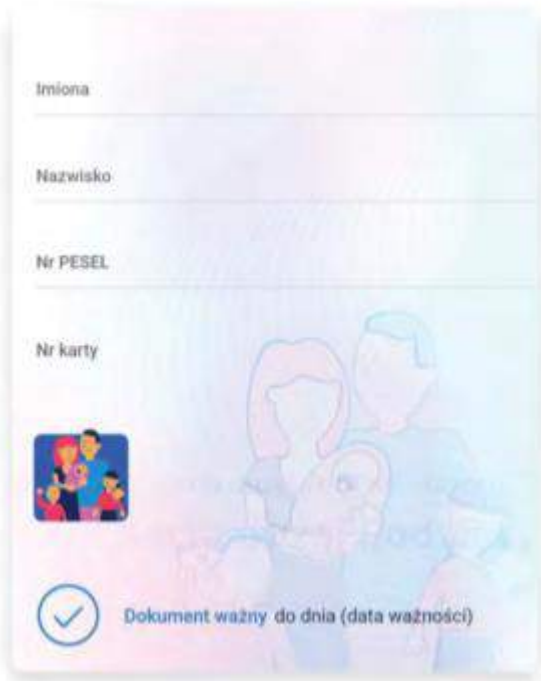 Imiona
Nazwisko
Nr PESEL
Nr karty
Dokument ważny do dnia (data ważności)